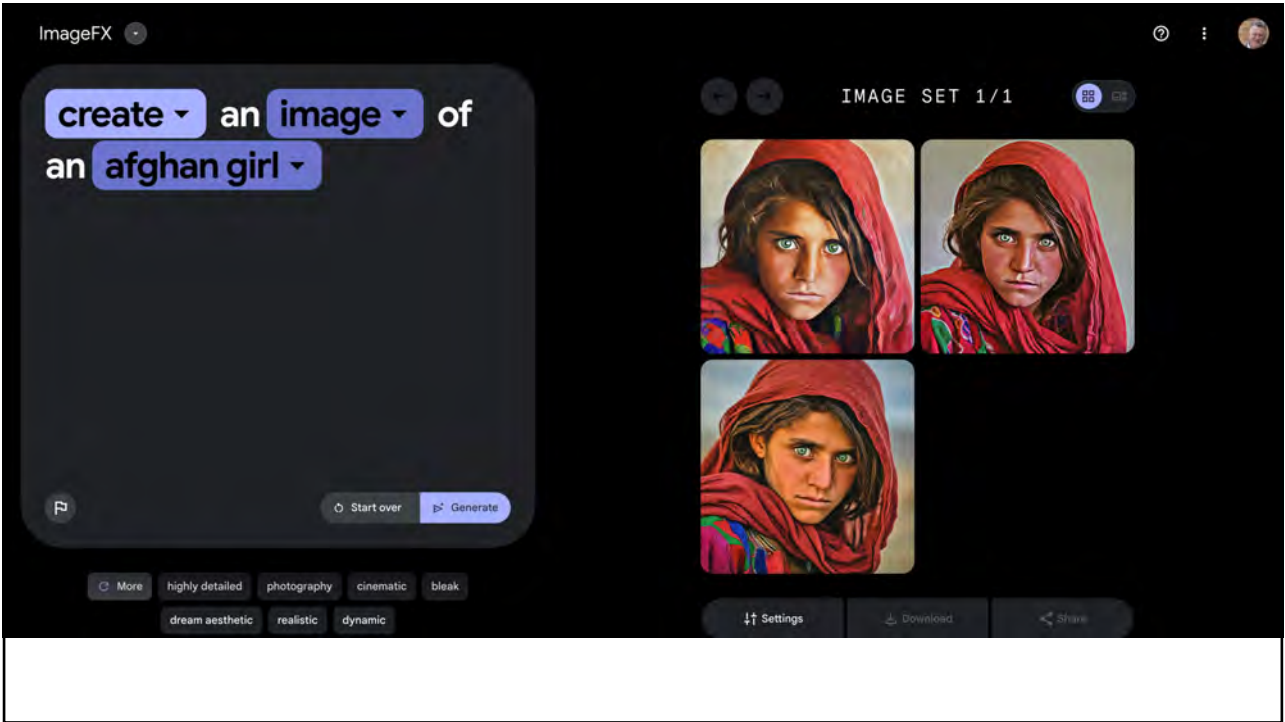 ImageFX
create an image of
an afghan girl
Start over Generate
More highly detailed photography cinematic bleak
dream aesthetic realistic dynamic
IMAGE SET 1/1
Settings Download Share